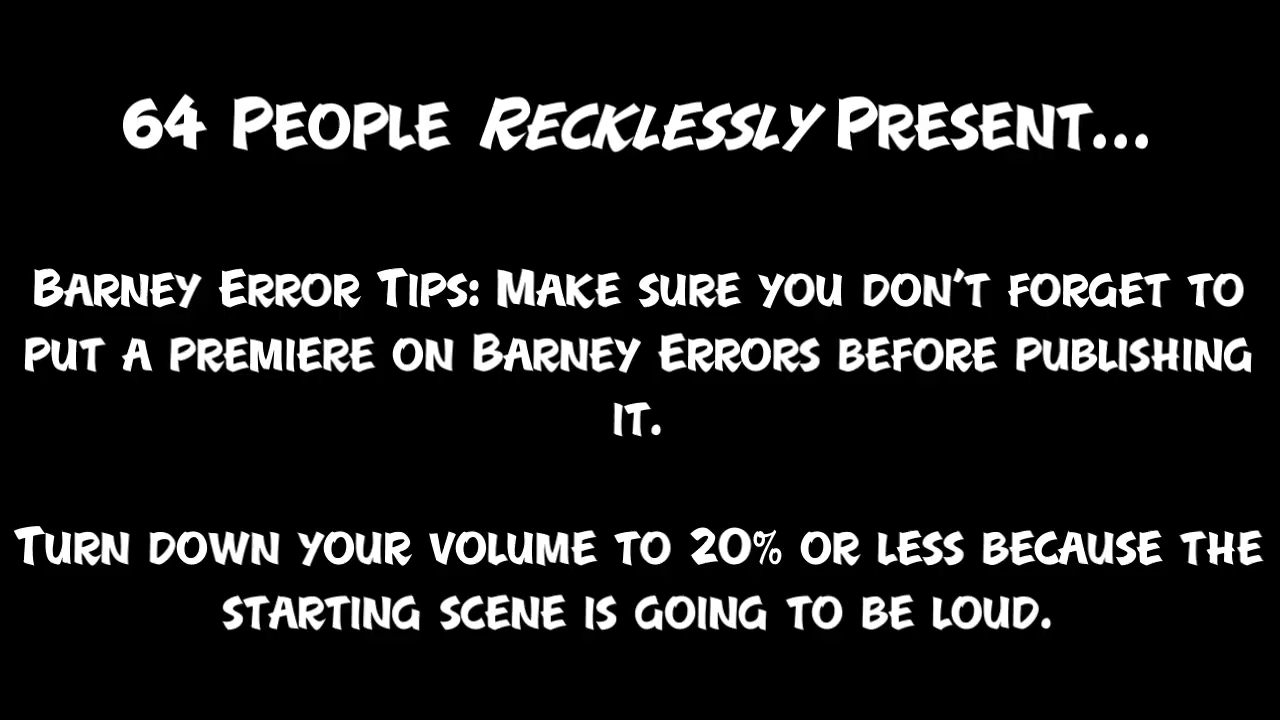 64 People Recklessly Present...
Barney Error Tips: Make sure you don't forget to
put a premiere on Barney Errors before publishing
it.
Turn down your volume to 20% or less because the
starting scene is going to be loud.